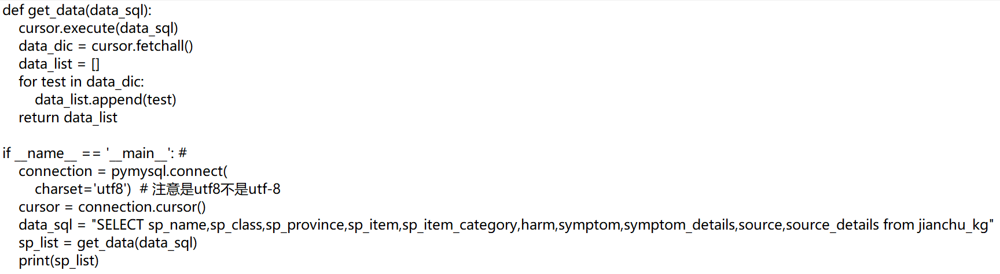 def get_data(data_sql):
    cursor.execute(data_sql)
    data_dic = cursor.fetchall()
    data_list = []
    for test in data_dic:
        data_list.append(test)
    return data_list

if __name__ == '__main__': #
    connection = pymysql.connect(
        charset='utf8')  # 注意是utf8不是utf-8
    cursor = connection.cursor()
    data_sql = "SELECT sp_name,sp_class,sp_province,sp_item,sp_item_category,harm,symptom,symptom_details,source,source_details from jianchu_kg"
    sp_list = get_data(data_sql)
    print(sp_list)